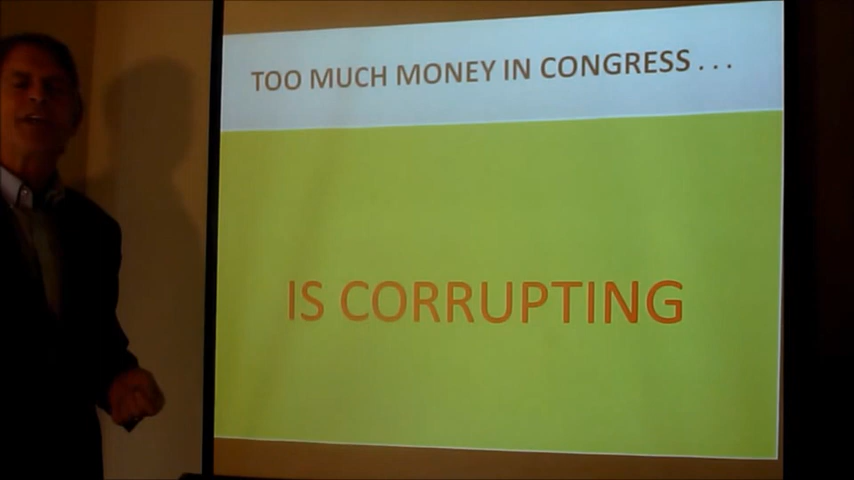 TOO MUCH MONEY IN CONGRESS . . .
IS CORRUPTING